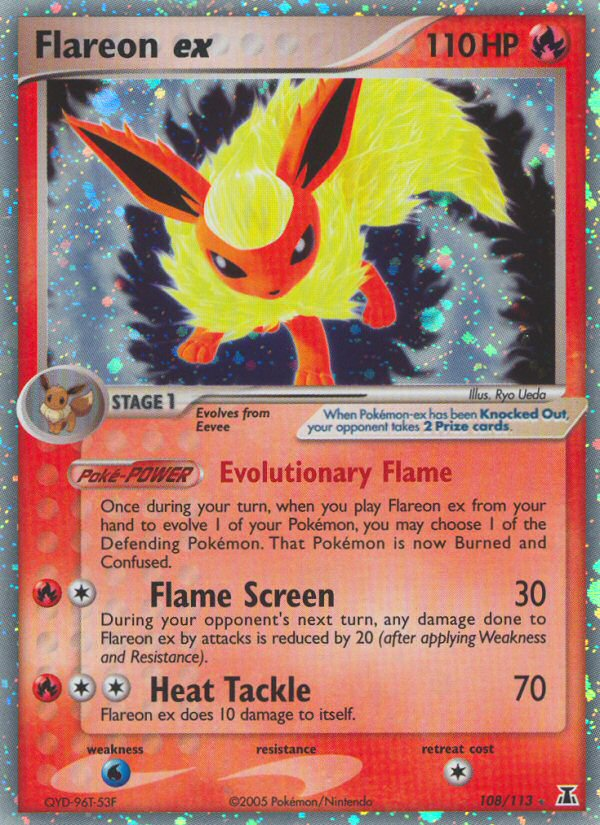 Flareon ex 110 HP
Illus. Ryo Ueda
STAGE 1
Evolves from
Eevee
When Pokémon-ex has been Knocked Out,
your opponent takes 2 Prize cards.
Poké-POWER Evolutionary Flame
Once during your turn, when you play Flareon ex from your
hand to evolve 1 of your Pokémon, you may choose 1 of the
Defending Pokémon. That Pokémon is now Burned and
Confused.
Flame Screen 30
During your opponent's next turn, any damage done to
Flareon ex by attacks is reduced by 20 (after applying Weakness
and Resistance).
Heat Tackle 70
Flareon ex does 10 damage to itself.
weakness resistance retreat cost
QYD-96T-53F ©2005 Pokémon/Nintendo 108/113